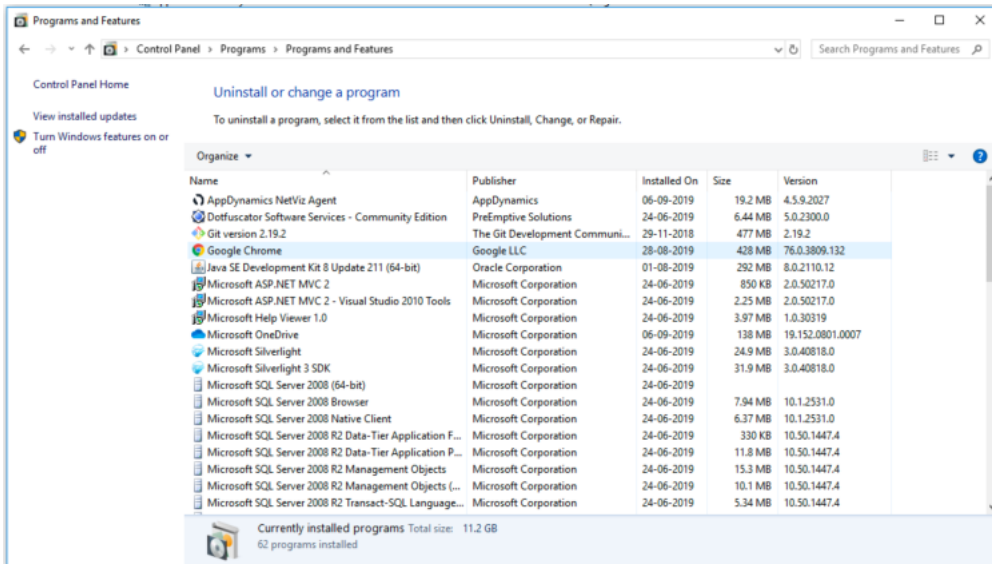 Programs and Features
Control Panel > Programs > Programs and Features
Search Programs and Features
Control Panel Home
View installed updates
Turn Windows features on or
off
Uninstall or change a program
To uninstall a program, select it from the list and then click Uninstall, Change, or Repair.
Organize
Name Publisher Installed On Size Version
AppDynamics NetViz Agent AppDynamics 06-09-2019 19.2 MB 4.5.9.2027
Dotfuscator Software Services - Community Edition PreEmptive Solutions 24-06-2019 6.44 MB 5.0.2300.0
Git version 2.19.2 The Git Development Communi... 29-11-2018 477 MB 2.19.2
Google Chrome Google LLC 28-08-2019 428 MB 76.0.3809.132
Java SE Development Kit 8 Update 211 (64-bit) Oracle Corporation 01-08-2019 292 MB 8.0.2110.12
Microsoft ASP.NET MVC 2 Microsoft Corporation 24-06-2019 850 KB 2.0.50217.0
Microsoft ASP.NET MVC 2 - Visual Studio 2010 Tools Microsoft Corporation 24-06-2019 2.25 MB 2.0.50217.0
Microsoft Help Viewer 1.0 Microsoft Corporation 24-06-2019 3.97 MB 1.0.30319
Microsoft OneDrive Microsoft Corporation 06-09-2019 138 MB 19.152.0801.0007
Microsoft Silverlight Microsoft Corporation 24-06-2019 24.9 MB 3.0.40818.0
Microsoft Silverlight 3 SDK Microsoft Corporation 24-06-2019 31.9 MB 3.0.40818.0
Microsoft SQL Server 2008 (64-bit) Microsoft Corporation 24-06-2019
Microsoft SQL Server 2008 Browser Microsoft Corporation 24-06-2019 7.94 MB 10.1.2531.0
Microsoft SQL Server 2008 Native Client Microsoft Corporation 24-06-2019 6.37 MB 10.1.2531.0
Microsoft SQL Server 2008 R2 Data-Tier Application F... Microsoft Corporation 24-06-2019 330 KB 10.50.1447.4
Microsoft SQL Server 2008 R2 Data-Tier Application P... Microsoft Corporation 24-06-2019 11.8 MB 10.50.1447.4
Microsoft SQL Server 2008 R2 Management Objects Microsoft Corporation 24-06-2019 15.3 MB 10.50.1447.4
Microsoft SQL Server 2008 R2 Management Objects (... Microsoft Corporation 24-06-2019 10.1 MB 10.50.1447.4
Microsoft SQL Server 2008 R2 Transact-SQL Language... Microsoft Corporation 24-06-2019 5.34 MB 10.50.1447.4
Currently installed programs Total size: 11.2 GB
62 programs installed